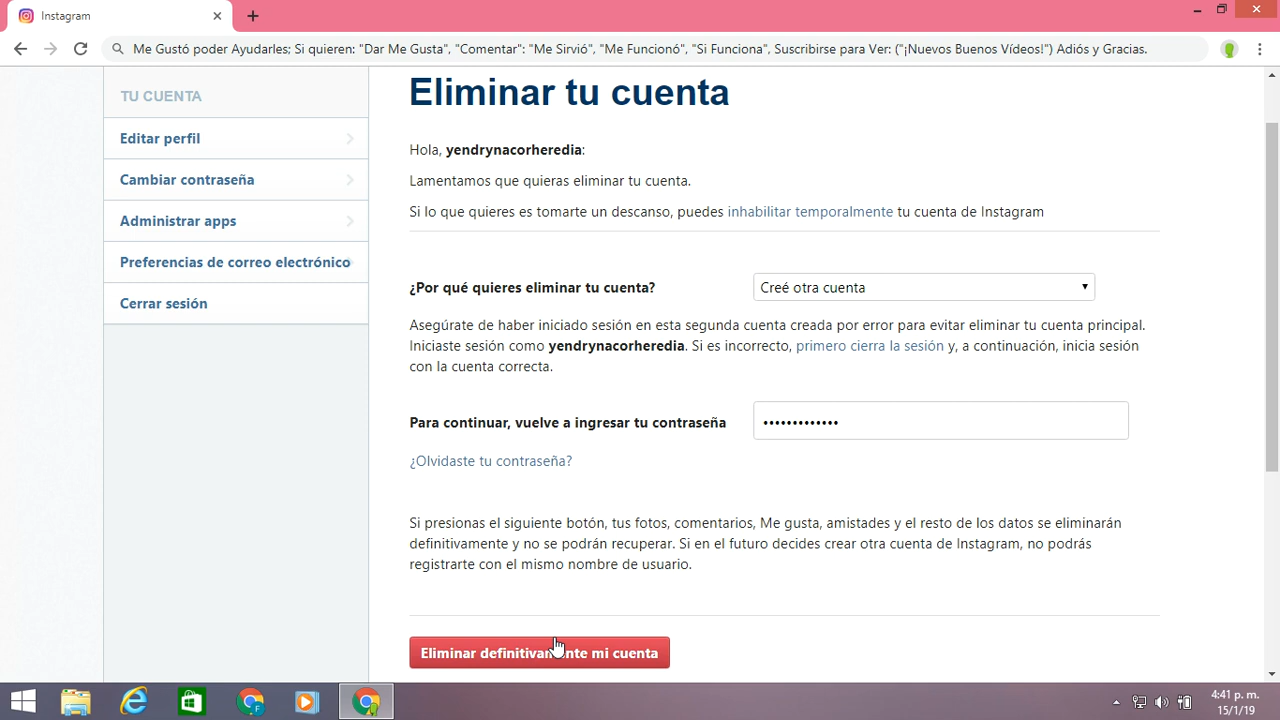 Instagram
Me Gustó poder Ayudarles; Si quieren: "Dar Me Gusta", "Comentar": "Me Sirvió", "Me Funcionó", "Si Funciona", Suscribirse para Ver: ("¡Nuevos Buenos Vídeos!") Adiós y Gracias.
TU CUENTA
Editar perfil
Cambiar contraseña
Administrar apps
Preferencias de correo electrónico
Cerrar sesión
Eliminar tu cuenta
Hola, yendrynacorheredia:
Lamentamos que quieras eliminar tu cuenta.
Si lo que quieres es tomarte un descanso, puedes inhabilitar temporalmente tu cuenta de Instagram
¿Por qué quieres eliminar tu cuenta?
Creé otra cuenta
Asegúrate de haber iniciado sesión en esta segunda cuenta creada por error para evitar eliminar tu cuenta principal.
Iniciaste sesión como yendrynacorheredia. Si es incorrecto, primero cierra la sesión y, a continuación, inicia sesión
con la cuenta correcta.
Para continuar, vuelve a ingresar tu contraseña
•••••••••••••
¿Olvidaste tu contraseña?
Si presionas el siguiente botón, tus fotos, comentarios, Me gusta, amistades y el resto de los datos se eliminarán
definitivamente y no se podrán recuperar. Si en el futuro decides crear otra cuenta de Instagram, no podrás
registrarte con el mismo nombre de usuario.
Eliminar definitivamente mi cuenta
4:41 p. m.
15/1/19